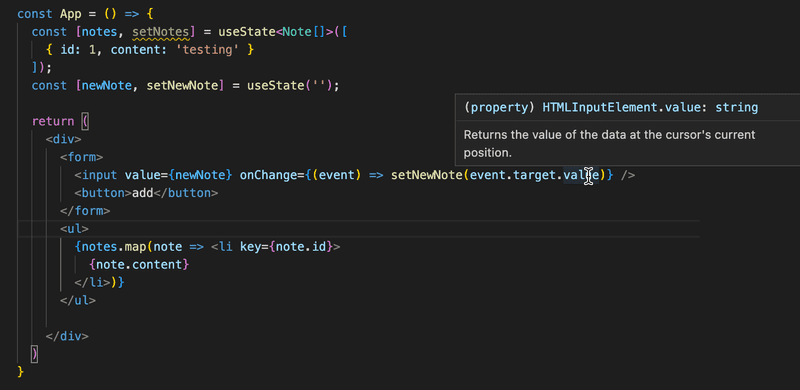 const App = () => {
  const [notes, setNotes] = useState<Note[]>([
    { id: 1, content: 'testing' }
  ]);
  const [newNote, setNewNote] = useState('');
  return (
    <div>
      <form>
        <input value={newNote} onChange={(event) => setNewNote(event.target.value)} />
        <button>add</button>
      </form>
      <ul>
        {notes.map(note => <li key={note.id}>
          {note.content}
        </li>)}
      </ul>
    </div>
  )
}
(property) HTMLInputElement.value: string
Returns the value of the data at the cursor's current
position.